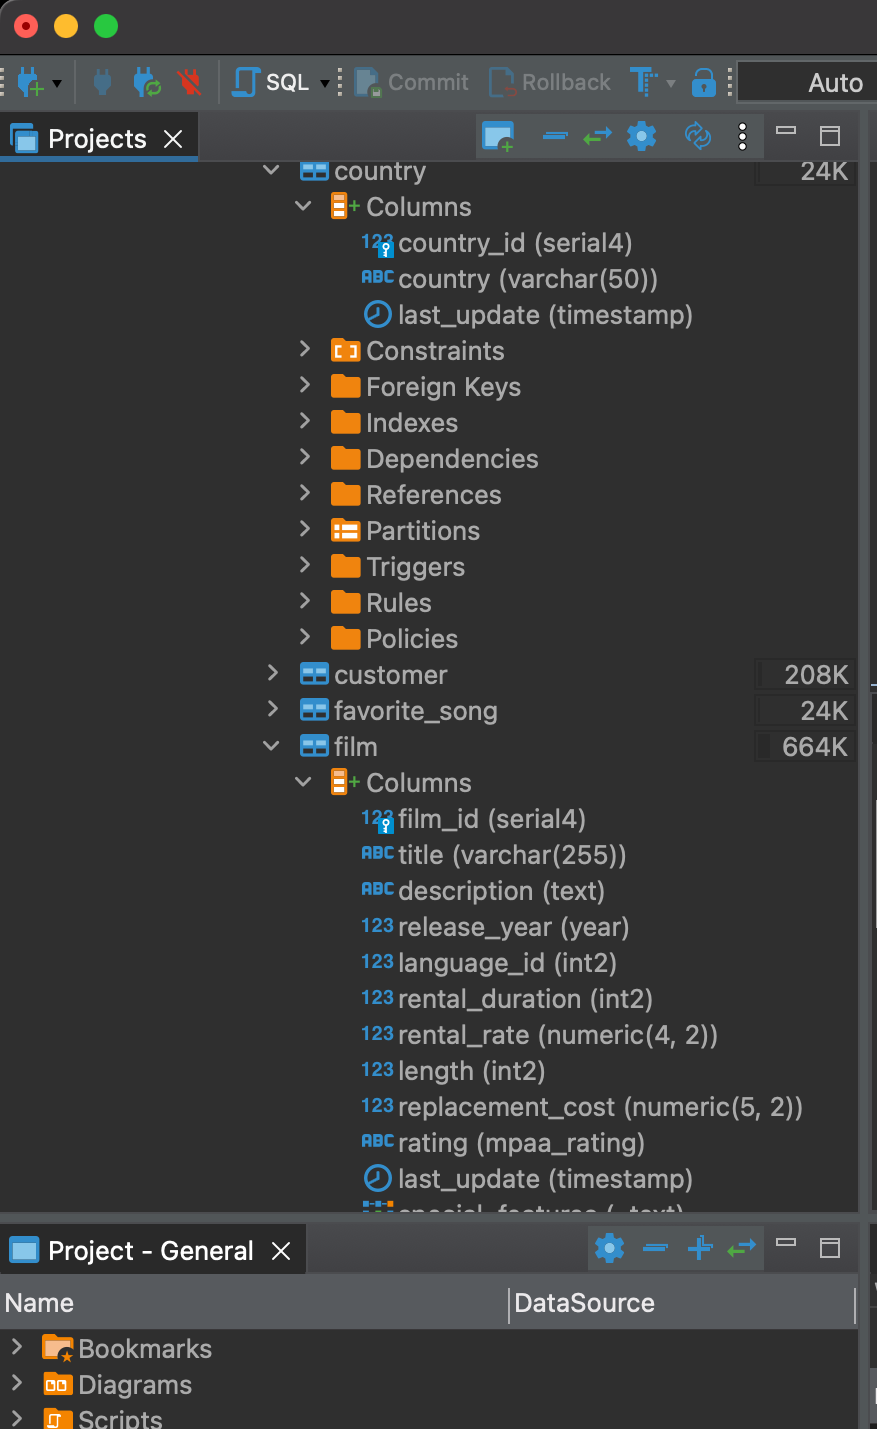 SQL Commit Rollback Auto
Projects
country 24K
Columns
123 country_id (serial4)
ABC country (varchar(50))
last_update (timestamp)
Constraints
Foreign Keys
Indexes
Dependencies
References
Partitions
Triggers
Rules
Policies
customer 208K
favorite_song 24K
film 664K
Columns
123 film_id (serial4)
ABC title (varchar(255))
ABC description (text)
123 release_year (year)
123 language_id (int2)
123 rental_duration (int2)
123 rental_rate (numeric(4, 2))
123 length (int2)
123 replacement_cost (numeric(5, 2))
ABC rating (mpaa_rating)
last_update (timestamp)
special_features (_text)
Project - General
Name DataSource
Bookmarks
Diagrams
Scripts